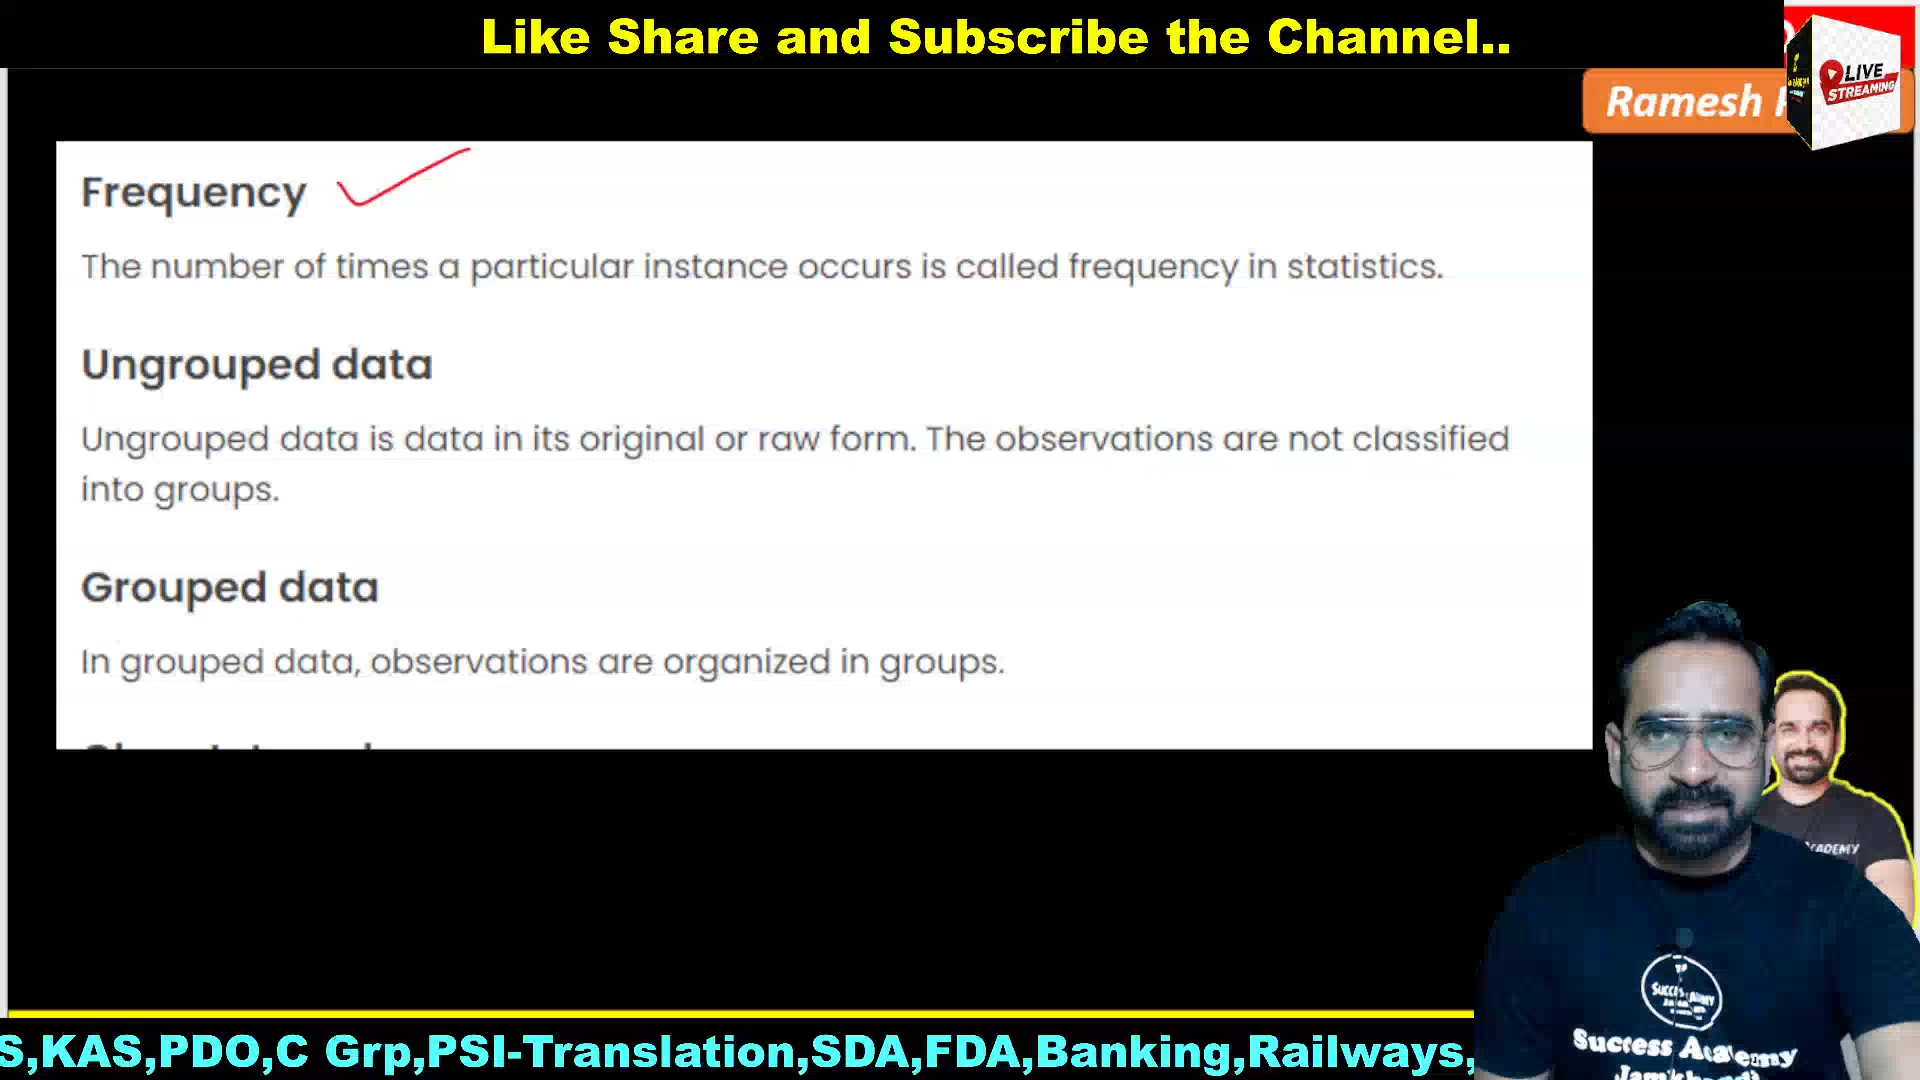 Like Share and Subscribe the Channel..
LIVE
STREAMING
Ramesh
Frequency
The number of times a particular instance occurs is called frequency in statistics.
Ungrouped data
Ungrouped data is data in its original or raw form. The observations are not classified
into groups.
Grouped data
In grouped data, observations are organized in groups.
S,KAS,PDO,C Grp,PSI-Translation,SDA,FDA,Banking,Railways,
Success Academy